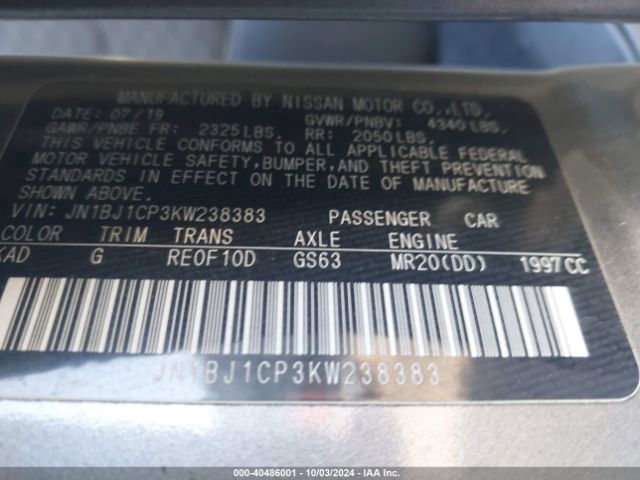 MANUFACTURED BY NISSAN MOTOR CO.,LTD.
DATE: 07/19 GVWR/PNBV: 4340 LBS.
GAWR/PNBE FR: 2325 LBS. RR: 2050 LBS.
THIS VEHICLE CONFORMS TO ALL APPLICABLE FEDERAL
MOTOR VEHICLE SAFETY, BUMPER, AND THEFT PREVENTION
STANDARDS IN EFFECT ON THE DATE OF MANUFACTURE
SHOWN ABOVE.
VIN: JN1BJ1CP3KW238383 PASSENGER CAR
COLOR TRIM TRANS AXLE ENGINE
KAD G RE0F10D GS63 MR20(DD) 1997CC
JN1BJ1CP3KW238383
000-40486001 - 10/03/2024 - IAA Inc.